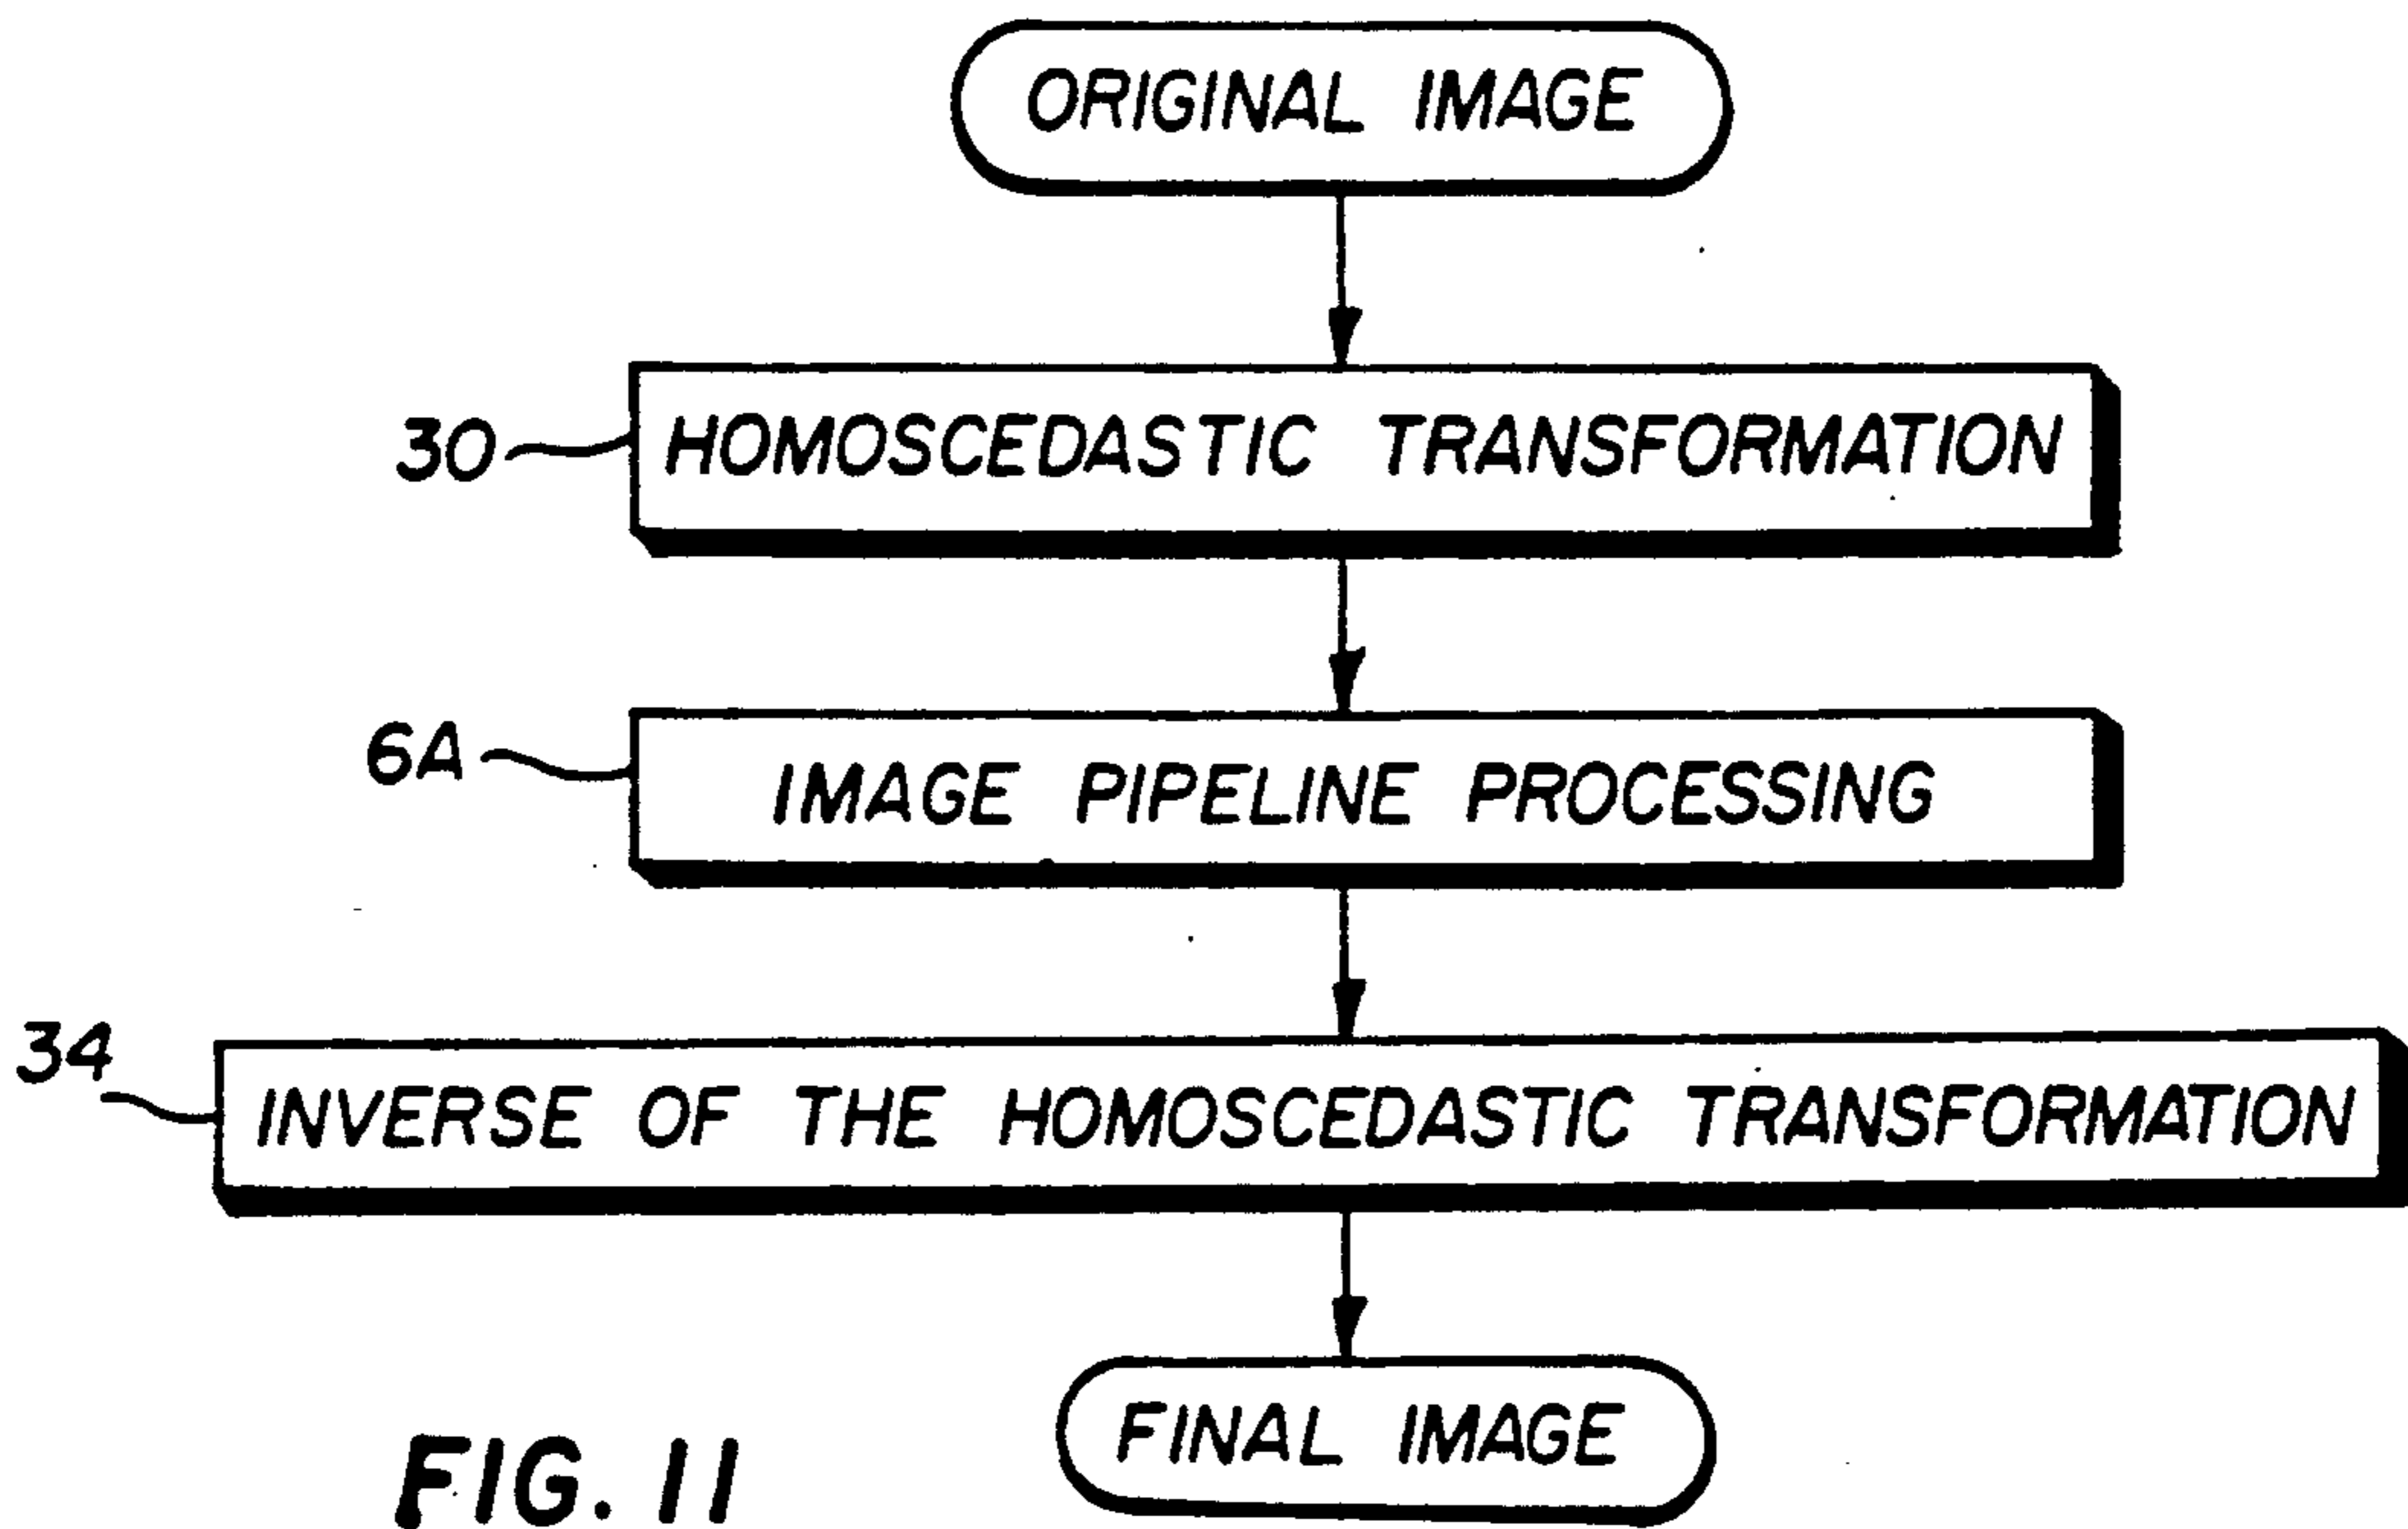 ORIGINAL IMAGE
30 HOMOSCEDASTIC TRANSFORMATION
6A IMAGE PIPELINE PROCESSING
34
INVERSE OF THE HOMOSCEDASTIC TRANSFORMATION
FINAL IMAGE
FIG. 11